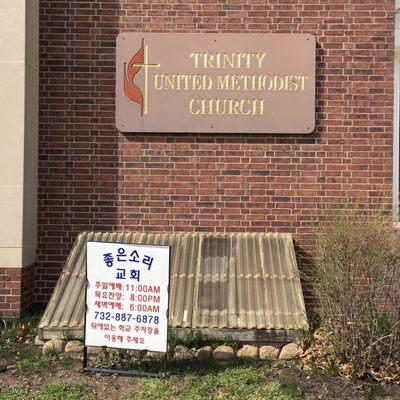 TRINITY
UNITED METHODIST
CHURCH
좋은소리
교회
주일예배:11:00AM
목요찬양: 8:00PM
새벽예배: 6:00AM
732-887-6878
뒤에있는 학교 주차장을
이용해 주세요